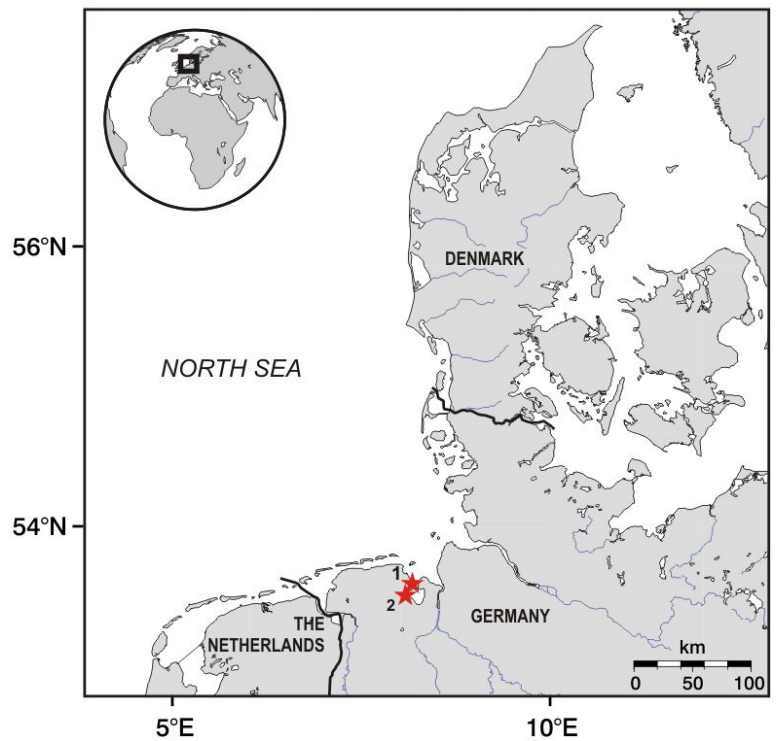 56°N
DENMARK
NORTH SEA
54°N
1
2
THE
NETHERLANDS
GERMANY
km
0 50 100
5°E 10°E